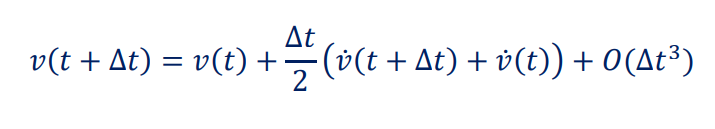 v(t + Δt) = v(t) + Δt/2 (v̇(t + Δt) + v̇(t)) + O(Δt³)